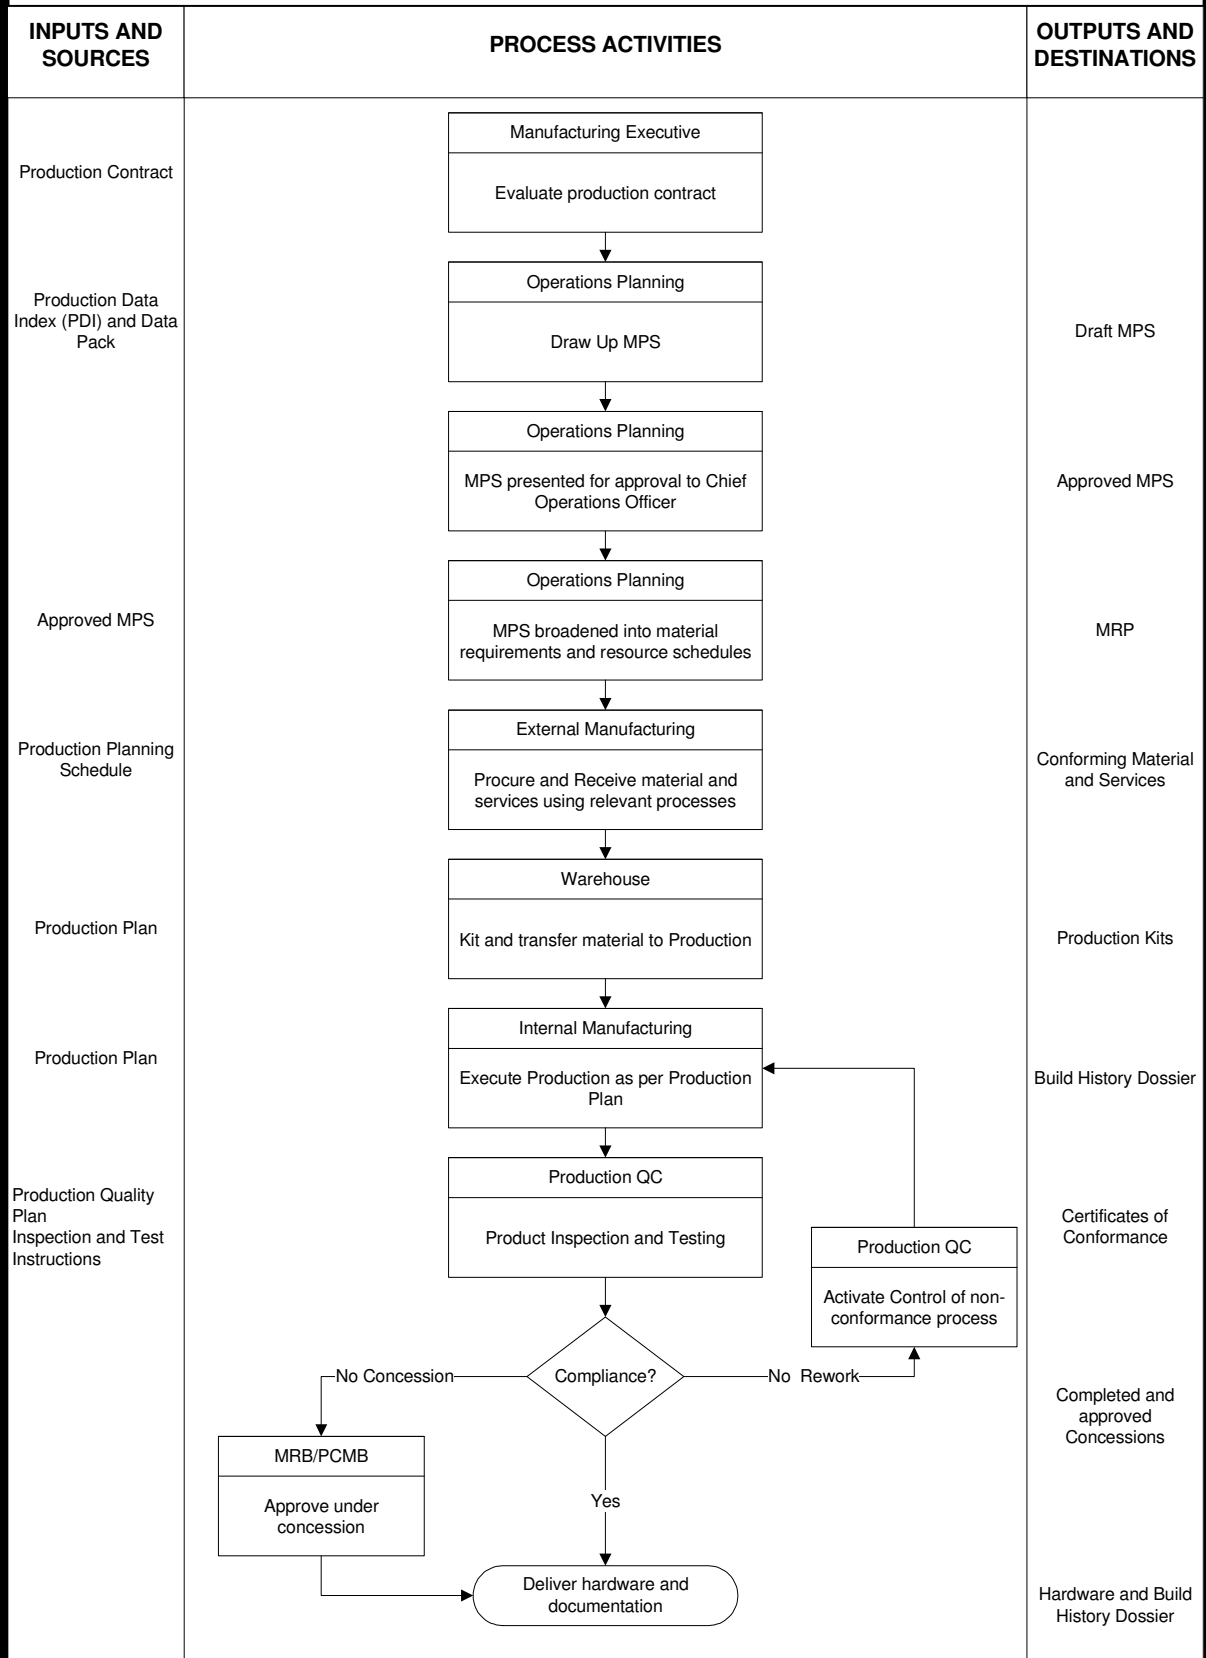 INPUTS AND
SOURCES
PROCESS ACTIVITIES
OUTPUTS AND
DESTINATIONS
Production Contract
Manufacturing Executive
Evaluate production contract
Production Data
Index (PDI) and Data
Pack
Operations Planning
Draw Up MPS
Draft MPS
Operations Planning
MPS presented for approval to Chief
Operations Officer
Approved MPS
Approved MPS
Operations Planning
MPS broadened into material
requirements and resource schedules
MRP
Production Planning
Schedule
External Manufacturing
Procure and Receive material and
services using relevant processes
Conforming Material
and Services
Production Plan
Warehouse
Kit and transfer material to Production
Production Kits
Production Plan
Internal Manufacturing
Execute Production as per Production
Plan
Build History Dossier
Production Quality
Plan
Inspection and Test
Instructions
Production QC
Product Inspection and Testing
Production QC
Activate Control of non-
conformance process
Certificates of
Conformance
No Concession
Compliance?
No  Rework
Completed and
approved
Concessions
MRB/PCMB
Approve under
concession
Yes
Deliver hardware and
documentation
Hardware and Build
History Dossier